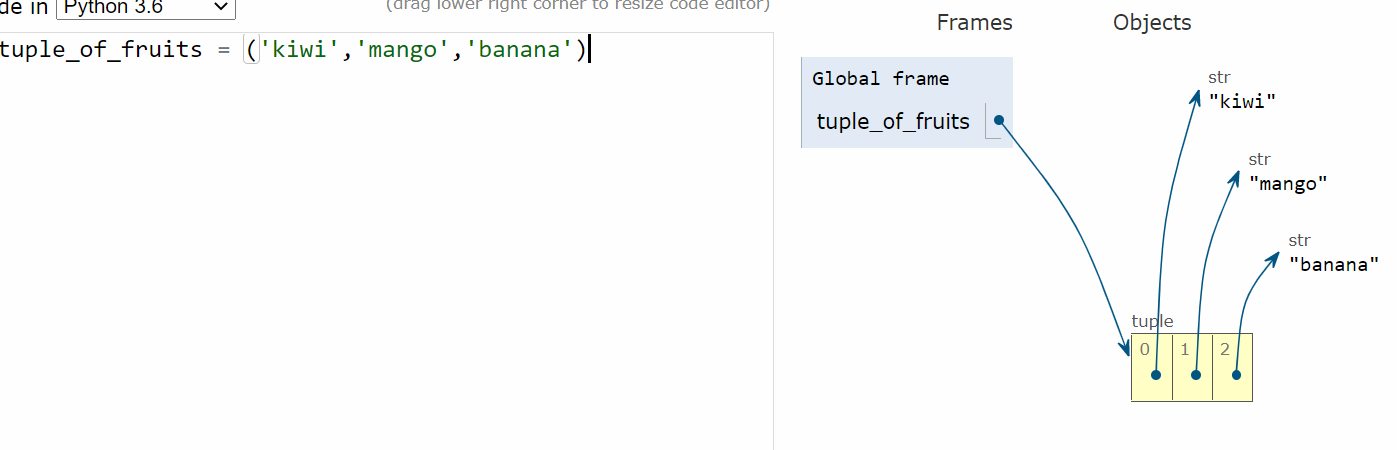 de in Python 3.6
(drag lower right corner to resize code editor)
tuple_of_fruits = ('kiwi','mango','banana')
Frames
Objects
Global frame
tuple_of_fruits
str
"kiwi"
str
"mango"
str
"banana"
tuple
0 1 2